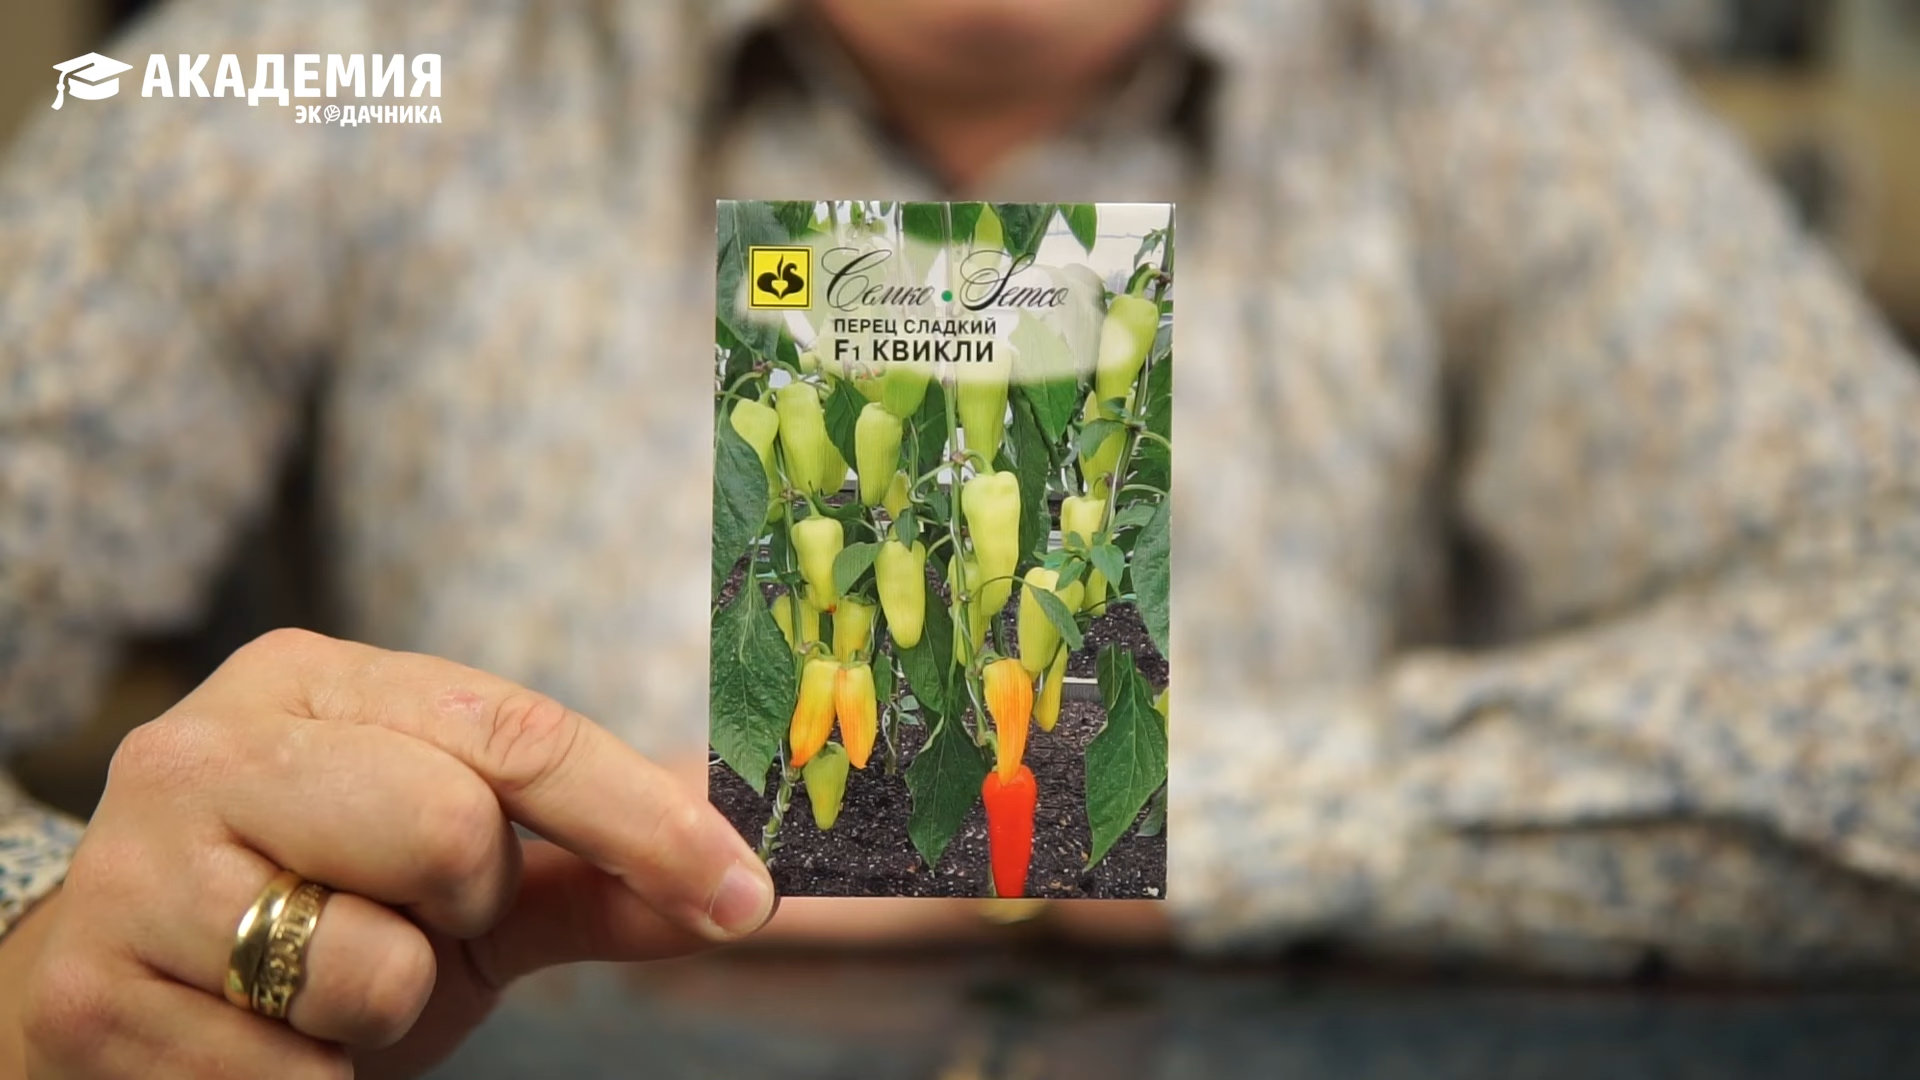 АКАДЕМИЯ
ЭКОДАЧНИКА
Семко • Semco
ПЕРЕЦ СЛАДКИЙ
F1 КВИКЛИ